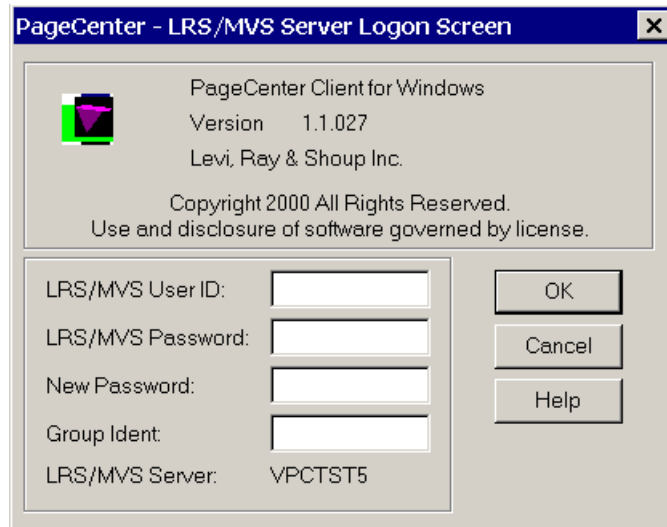 PageCenter - LRS/MVS Server Logon Screen
PageCenter Client for Windows
Version 1.1.027
Levi, Ray & Shoup Inc.
Copyright 2000 All Rights Reserved.
Use and disclosure of software governed by license.
LRS/MVS User ID:
OK
LRS/MVS Password:
Cancel
New Password:
Help
Group Ident:
LRS/MVS Server: VPCTST5